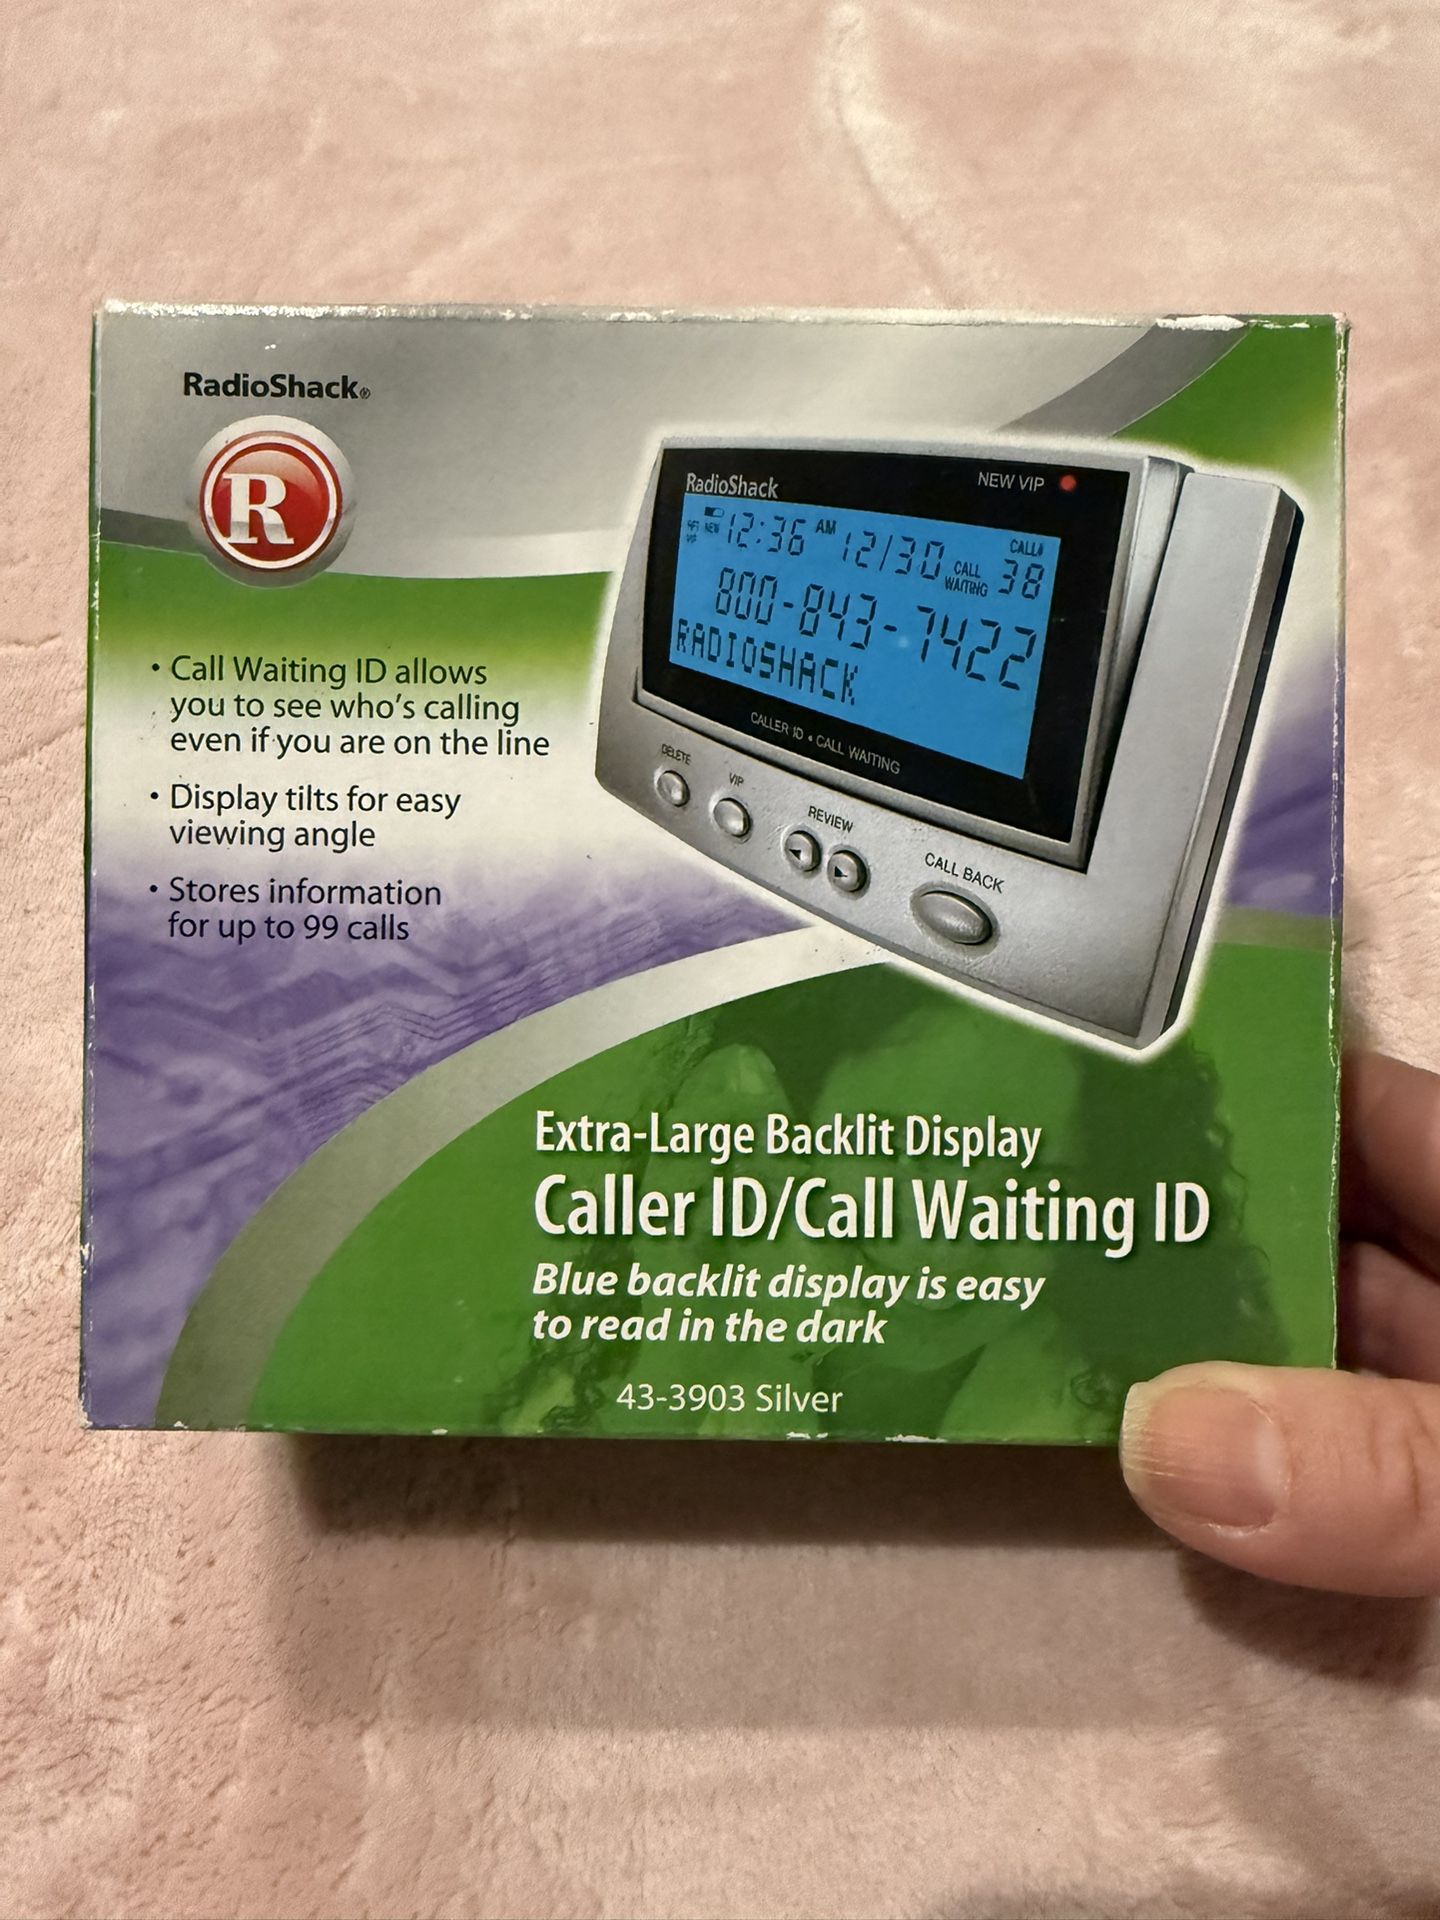 RadioShack®
R
RadioShack
NEW VIP
NEW
VIP
12:36 AM 12/30 CALL WAITING CALL# 38
800-843-7422
RADIOSHACK
CALLER ID • CALL WAITING
DELETE
VIP
REVIEW
CALL BACK
• Call Waiting ID allows
you to see who's calling
even if you are on the line
• Display tilts for easy
viewing angle
• Stores information
for up to 99 calls
Extra-Large Backlit Display
Caller ID/Call Waiting ID
Blue backlit display is easy
to read in the dark
43-3903 Silver